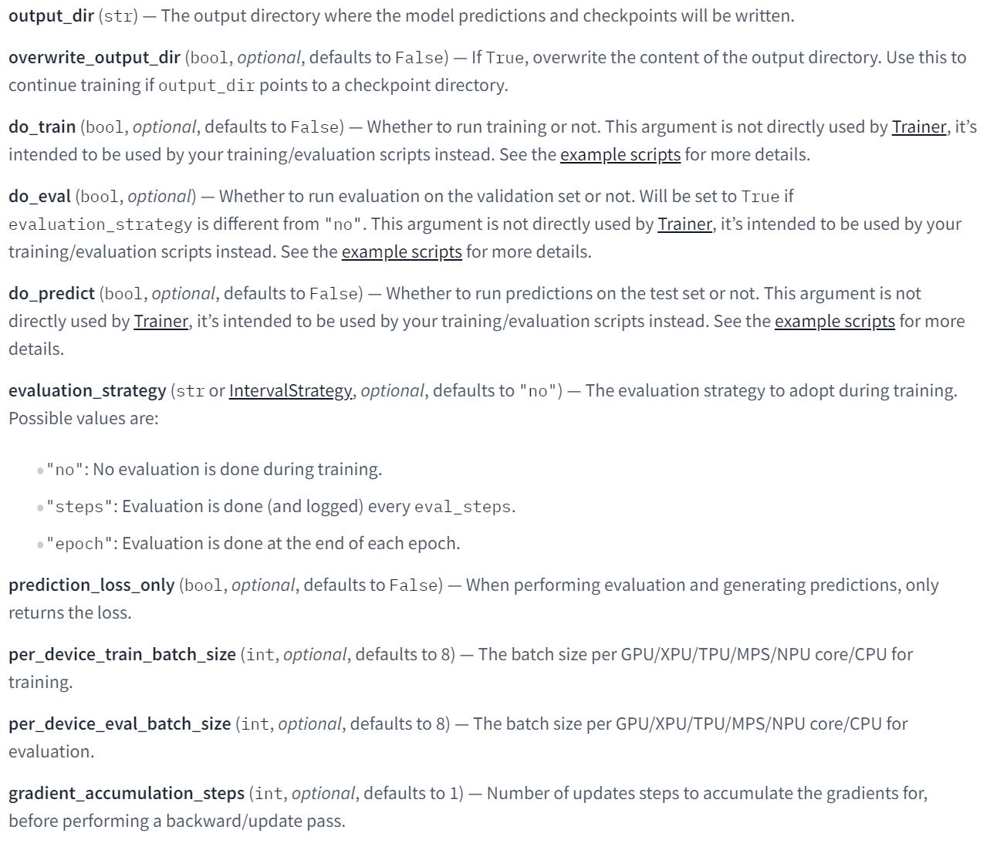 output_dir (str) — The output directory where the model predictions and checkpoints will be written.
overwrite_output_dir (bool, optional, defaults to False) — If True, overwrite the content of the output directory. Use this to
continue training if output_dir points to a checkpoint directory.
do_train (bool, optional, defaults to False) — Whether to run training or not. This argument is not directly used by Trainer, it’s
intended to be used by your training/evaluation scripts instead. See the example scripts for more details.
do_eval (bool, optional) — Whether to run evaluation on the validation set or not. Will be set to True if
evaluation_strategy is different from "no". This argument is not directly used by Trainer, it’s intended to be used by your
training/evaluation scripts instead. See the example scripts for more details.
do_predict (bool, optional, defaults to False) — Whether to run predictions on the test set or not. This argument is not
directly used by Trainer, it’s intended to be used by your training/evaluation scripts instead. See the example scripts for more
details.
evaluation_strategy (str or IntervalStrategy, optional, defaults to "no") — The evaluation strategy to adopt during training.
Possible values are:
• "no": No evaluation is done during training.
• "steps": Evaluation is done (and logged) every eval_steps.
• "epoch": Evaluation is done at the end of each epoch.
prediction_loss_only (bool, optional, defaults to False) — When performing evaluation and generating predictions, only
returns the loss.
per_device_train_batch_size (int, optional, defaults to 8) — The batch size per GPU/XPU/TPU/MPS/NPU core/CPU for
training.
per_device_eval_batch_size (int, optional, defaults to 8) — The batch size per GPU/XPU/TPU/MPS/NPU core/CPU for
evaluation.
gradient_accumulation_steps (int, optional, defaults to 1) — Number of updates steps to accumulate the gradients for,
before performing a backward/update pass.